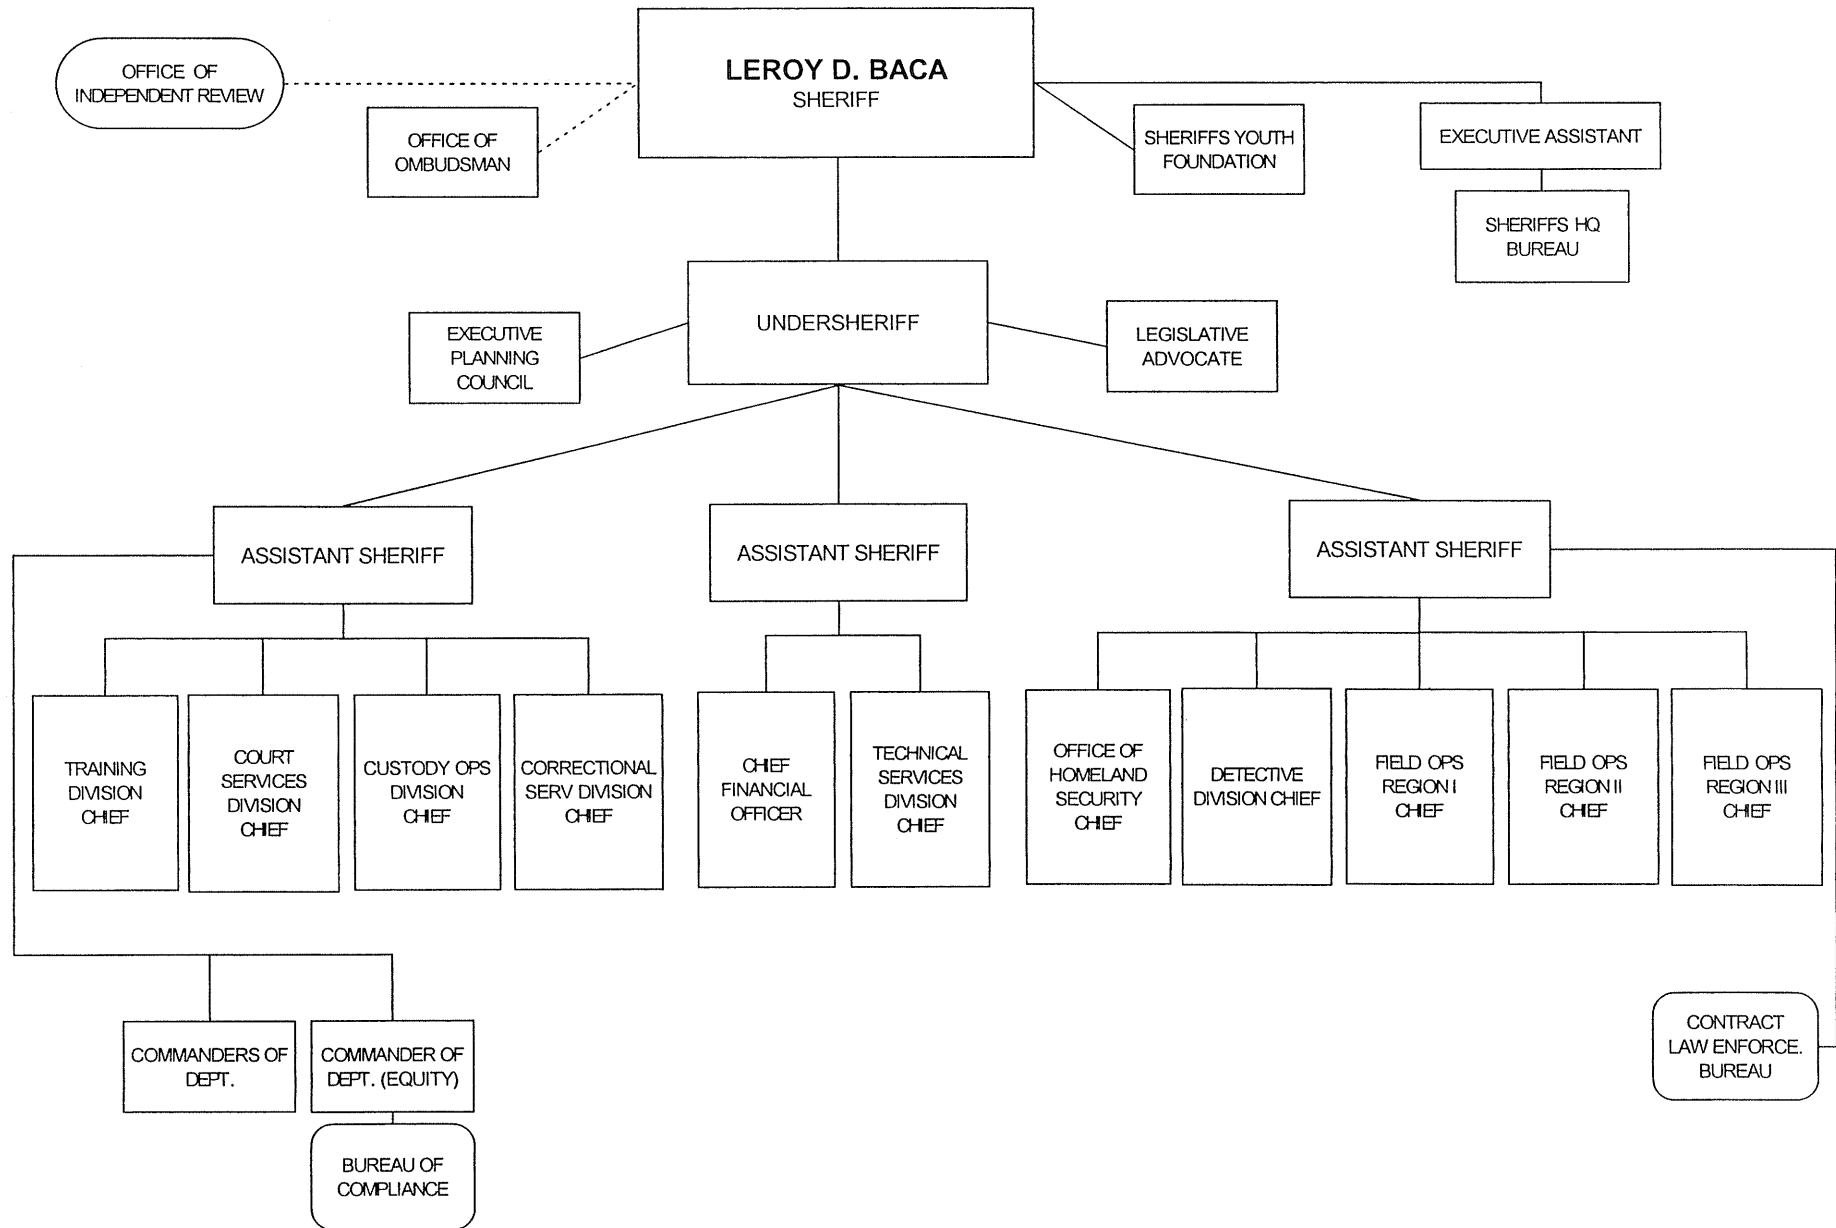 LEROY D. BACA
SHERIFF
OFFICE OF
INDEPENDENT REVIEW
OFFICE OF
OMBUDSMAN
SHERIFFS YOUTH
FOUNDATION
EXECUTIVE ASSISTANT
SHERIFFS HQ
BUREAU
UNDERSHERIFF
EXECUTIVE
PLANNING
COUNCIL
LEGISLATIVE
ADVOCATE
ASSISTANT SHERIFF
ASSISTANT SHERIFF
ASSISTANT SHERIFF
TRAINING
DIVISION
CHIEF
COURT
SERVICES
DIVISION
CHIEF
CUSTODY OPS
DIVISION
CHIEF
CORRECTIONAL
SERV DIVISION
CHIEF
CHIEF
FINANCIAL
OFFICER
TECHNICAL
SERVICES
DIVISION
CHIEF
OFFICE OF
HOMELAND
SECURITY
CHIEF
DETECTIVE
DIVISION CHIEF
FIELD OPS
REGION I
CHIEF
FIELD OPS
REGION II
CHIEF
FIELD OPS
REGION III
CHIEF
COMMANDERS OF
DEPT.
COMMANDER OF
DEPT. (EQUITY)
BUREAU OF
COMPLIANCE
CONTRACT
LAW ENFORCE.
BUREAU